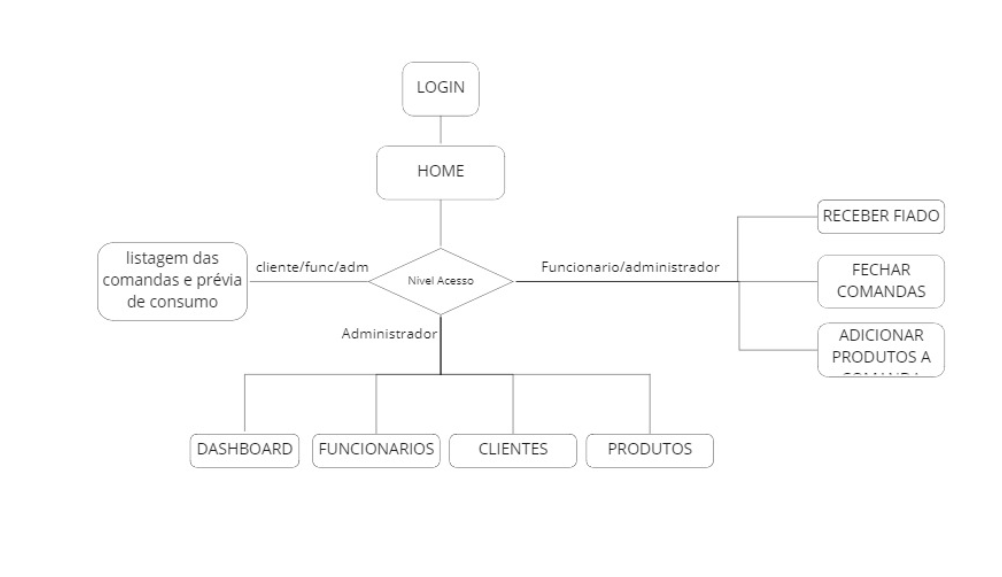 LOGIN
HOME
RECEBER FIADO
listagem das
comandas e prévia
de consumo
cliente/func/adm
Nivel Acesso
Funcionario/administrador
FECHAR
COMANDAS
Administrador
ADICIONAR
PRODUTOS A
DASHBOARD
FUNCIONARIOS
CLIENTES
PRODUTOS